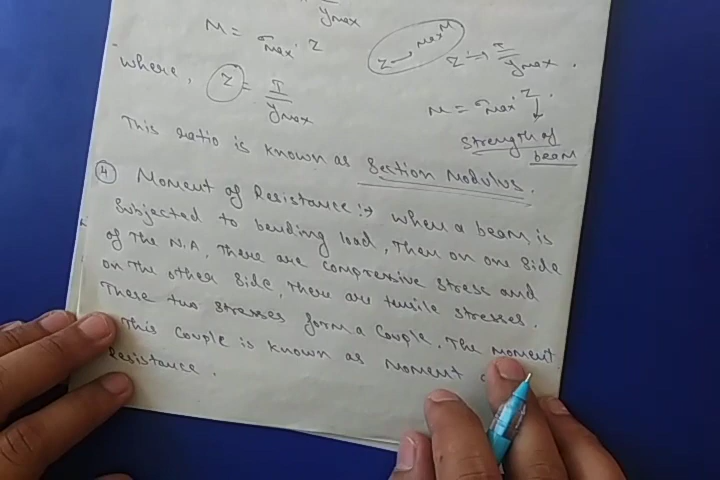 I
ymax
M = σmax · Z
Z → max M
Z → I / ymax .
where, Z = I / ymax
M = σmax · Z .
Strength of
beam
This ratio is known as Section Modulus .
④ Moment of Resistance :→ when a beam is
Subjected to bending load, Then on one side
of The N.A, There are compressive stress and
on The other side, There are tensile stresses .
These two stresses form a couple . The moment
This couple is known as moment
Resistance .